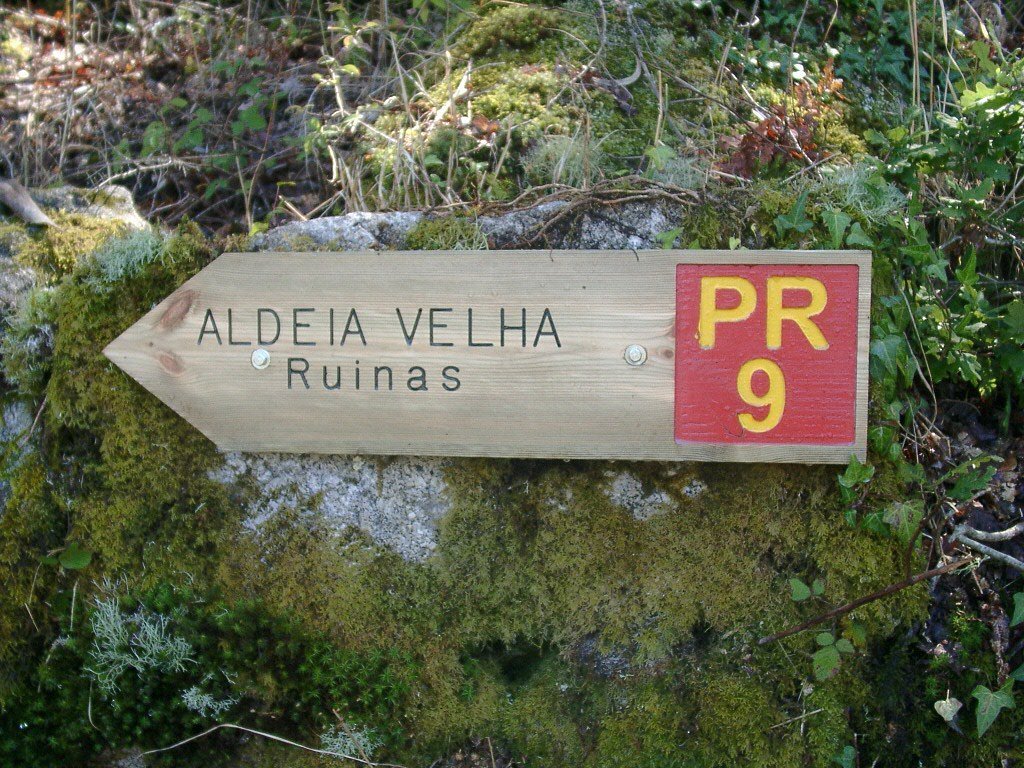 ALDEIA VELHA
Ruinas
PR
9